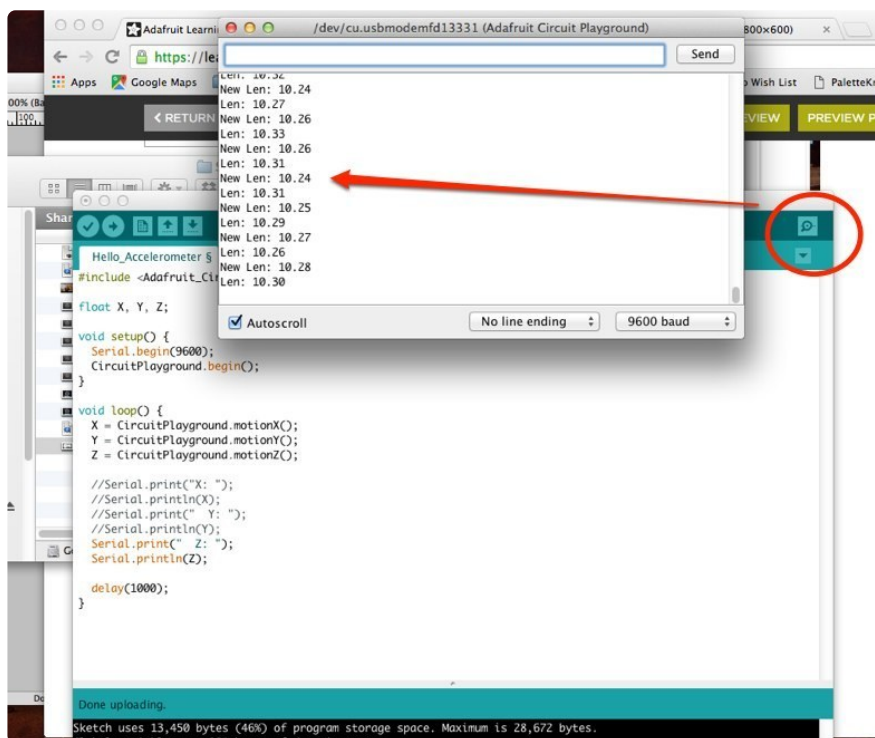 Adafruit Learni
/dev/cu.usbmodemfd13331 (Adafruit Circuit Playground)
800×600)
https://lea
Send
Apps
Google Maps
Wish List
PaletteKn
00% (Ba
100
< RETURN
VIEW
PREVIEW P
Len: 10.32
New Len: 10.24
Len: 10.27
New Len: 10.26
Len: 10.33
New Len: 10.26
Len: 10.31
New Len: 10.24
Len: 10.31
New Len: 10.25
Len: 10.29
New Len: 10.27
Len: 10.26
New Len: 10.28
Len: 10.30
Autoscroll
No line ending
9600 baud
Shar
Hello_Accelerometer §
#include <Adafruit_Cir
float X, Y, Z;
void setup() {
Serial.begin(9600);
CircuitPlayground.begin();
}
void loop() {
X = CircuitPlayground.motionX();
Y = CircuitPlayground.motionY();
Z = CircuitPlayground.motionZ();
//Serial.print("X: ");
//Serial.println(X);
//Serial.print("  Y: ");
//Serial.println(Y);
Serial.print("  Z: ");
Serial.println(Z);
delay(1000);
}
Done uploading.
Sketch uses 13,450 bytes (46%) of program storage space. Maximum is 28,672 bytes.